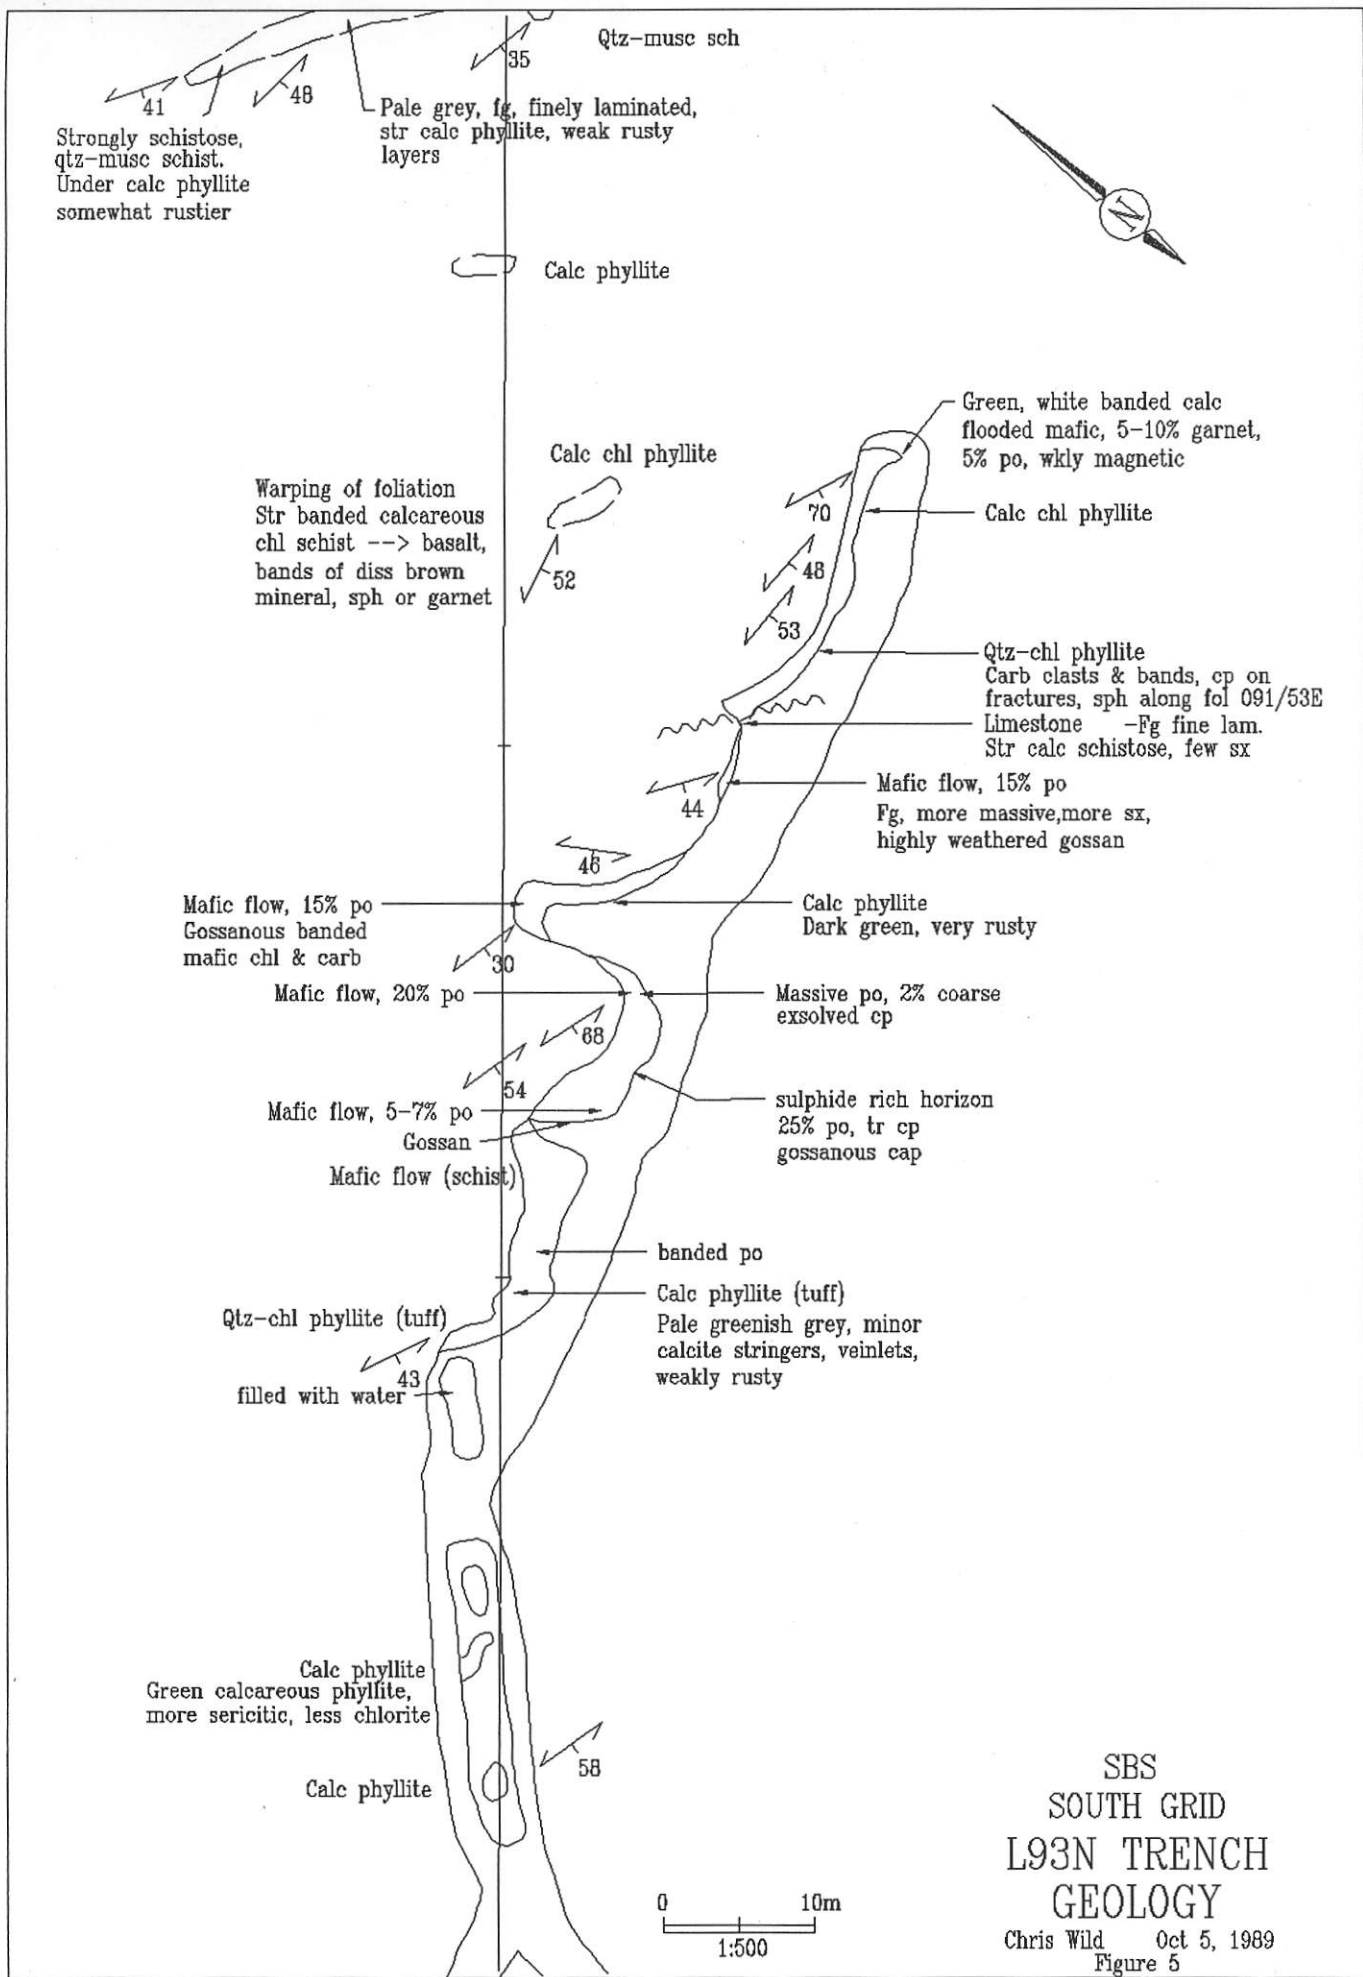 Qtz-musc sch
35
41
48
Pale grey, fg, finely laminated,
str calc phyllite, weak rusty
layers
Strongly schistose,
qtz-musc schist.
Under calc phyllite
somewhat rustier
N
Calc phyllite
Green, white banded calc
flooded mafic, 5-10% garnet,
5% po, wkly magnetic
Calc chl phyllite
70
Calc chl phyllite
Warping of foliation
Str banded calcareous
chl schist --> basalt,
bands of diss brown
mineral, sph or garnet
52
48
53
Qtz-chl phyllite
Carb clasts & bands, cp on
fractures, sph along fol 091/53E
Limestone -Fg fine lam.
Str calc schistose, few sx
44
Mafic flow, 15% po
Fg, more massive,more sx,
highly weathered gossan
46
Mafic flow, 15% po
Gossanous banded
mafic chl & carb
Calc phyllite
Dark green, very rusty
30
Mafic flow, 20% po
Massive po, 2% coarse
exsolved cp
68
54
Mafic flow, 5-7% po
Gossan
sulphide rich horizon
25% po, tr cp
gossanous cap
Mafic flow (schist)
banded po
Calc phyllite (tuff)
Pale greenish grey, minor
calcite stringers, veinlets,
weakly rusty
Qtz-chl phyllite (tuff)
43
filled with water
Calc phyllite
Green calcareous phyllite,
more sericitic, less chlorite
58
Calc phyllite
SBS
SOUTH GRID
L93N TRENCH
GEOLOGY
Chris Wild Oct 5, 1989
Figure 5
0 10m
1:500